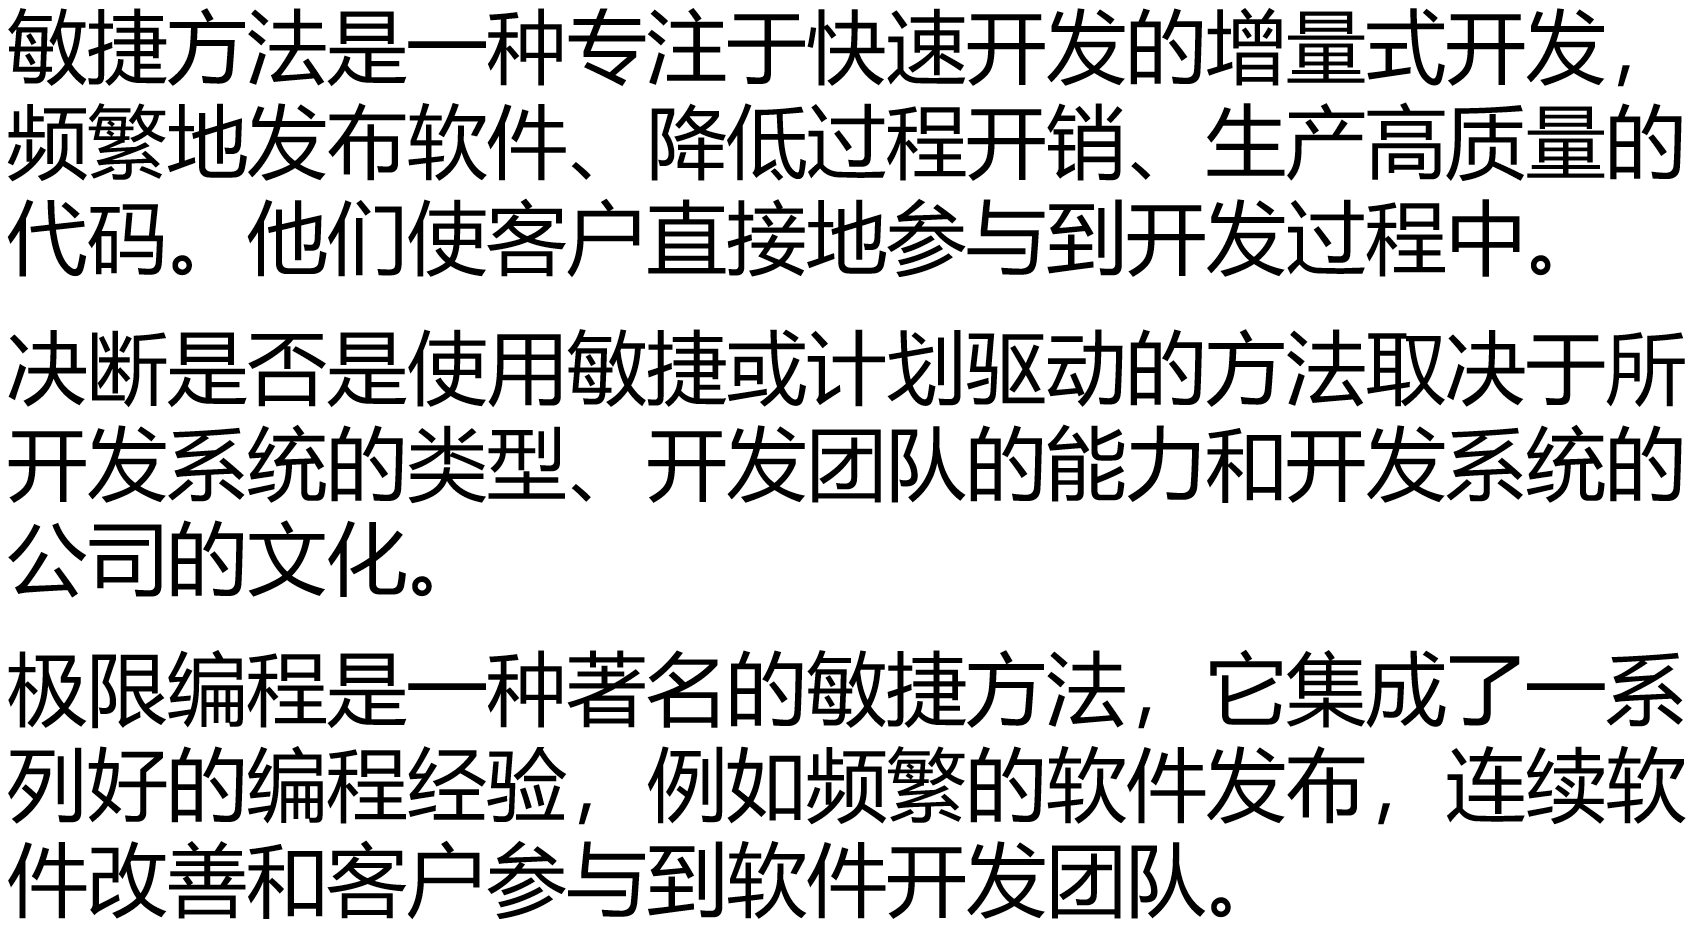 敏捷方法是一种专注于快速开发的增量式开发，
频繁地发布软件、降低过程开销、生产高质量的
代码。他们使客户直接地参与到开发过程中。
决断是否是使用敏捷或计划驱动的方法取决于所
开发系统的类型、开发团队的能力和开发系统的
公司的文化。
极限编程是一种著名的敏捷方法，它集成了一系
列好的编程经验，例如频繁的软件发布，连续软
件改善和客户参与到软件开发团队。